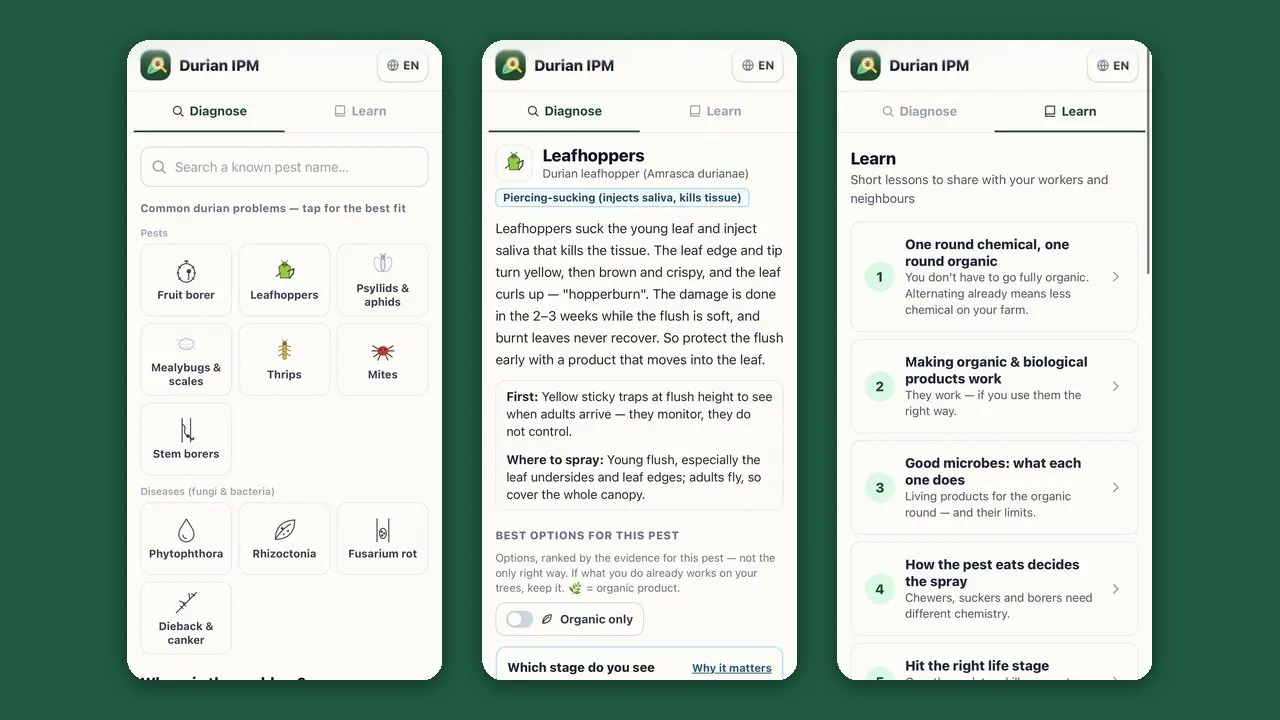 Durian IPM
EN
Diagnose
Learn
Search a known pest name...
Common durian problems — tap for the best fit
Pests
Fruit borer
Leafhoppers
Psyllids &
aphids
Mealybugs &
scales
Thrips
Mites
Stem borers
Diseases (fungi & bacteria)
Phytophthora
Rhizoctonia
Fusarium rot
Dieback &
canker
Durian IPM
EN
Diagnose
Learn
Leafhoppers
Durian leafhopper (Amrasca durianae)
Piercing-sucking (injects saliva, kills tissue)
Leafhoppers suck the young leaf and inject
saliva that kills the tissue. The leaf edge and tip
turn yellow, then brown and crispy, and the leaf
curls up — "hopperburn". The damage is done
in the 2–3 weeks while the flush is soft, and
burnt leaves never recover. So protect the flush
early with a product that moves into the leaf.
First: Yellow sticky traps at flush height to see
when adults arrive — they monitor, they do
not control.
Where to spray: Young flush, especially the
leaf undersides and leaf edges; adults fly, so
cover the whole canopy.
BEST OPTIONS FOR THIS PEST
Options, ranked by the evidence for this pest — not the
only right way. If what you do already works on your
trees, keep it. 🌿 = organic product.
Organic only
Which stage do you see
Why it matters
Durian IPM
EN
Diagnose
Learn
Learn
Short lessons to share with your workers and
neighbours
1
One round chemical, one
round organic
You don't have to go fully organic.
Alternating already means less
chemical on your farm.
2
Making organic & biological
products work
They work — if you use them the
right way.
3
Good microbes: what each
one does
Living products for the organic
round — and their limits.
4
How the pest eats decides
the spray
Chewers, suckers and borers need
different chemistry.
Hit the right life stage